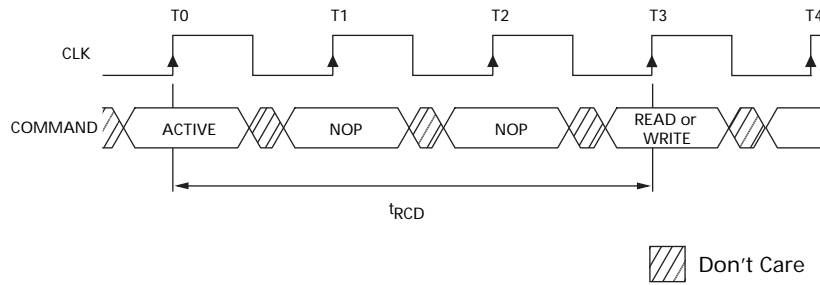 T0 T1 T2 T3 T4
CLK
COMMAND ACTIVE NOP NOP READ or
WRITE
tRCD
Don't Care